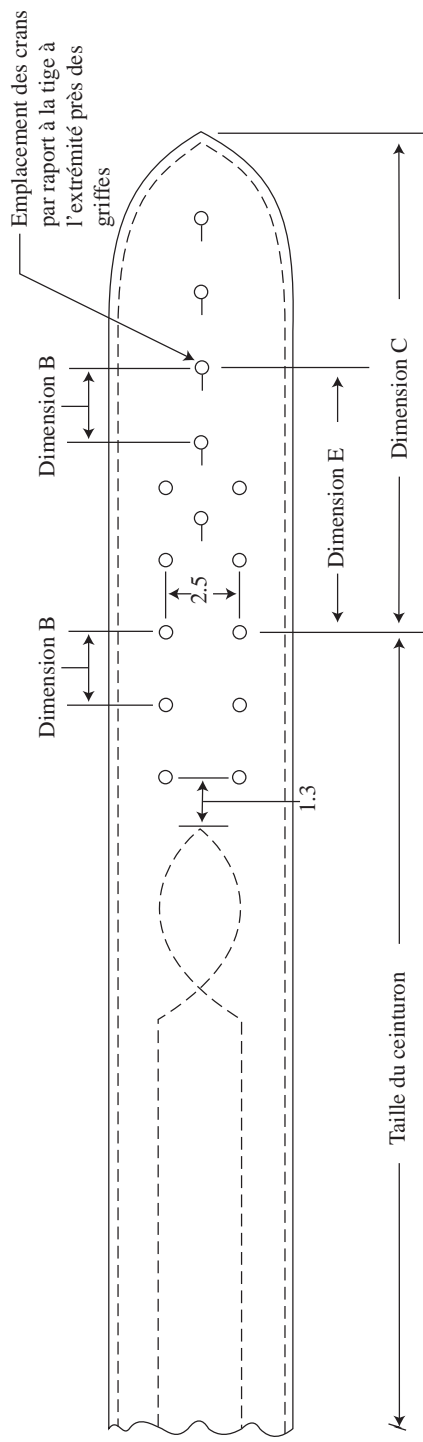 Emplacement des crans
par raport à la tige à
l’extrémité près des
griffes
Dimension B
Dimension B
2.5
1.3
Dimension E
Dimension C
Taille du ceinturon